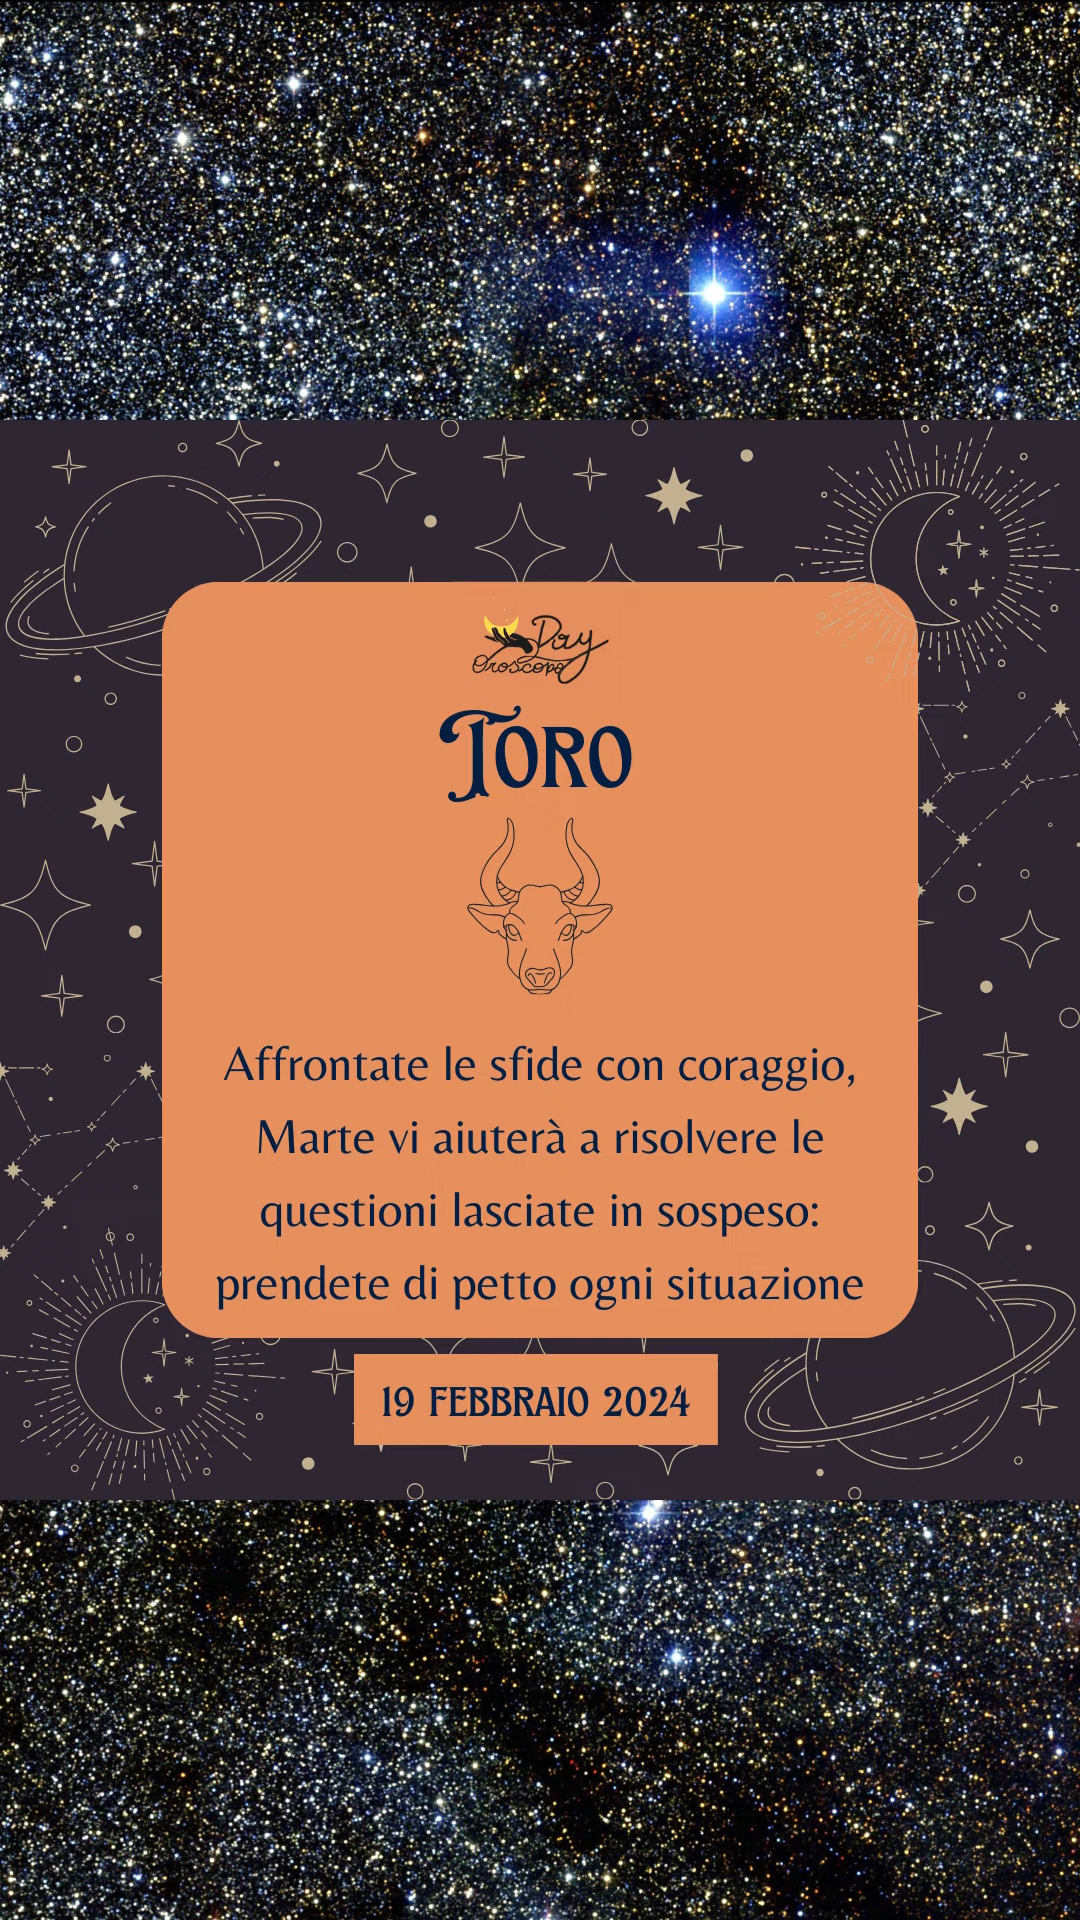 Day
Oroscopo
TORO
Affrontate le sfide con coraggio,
Marte vi aiuterà a risolvere le
questioni lasciate in sospeso:
prendete di petto ogni situazione
19 FEBBRAIO 2024